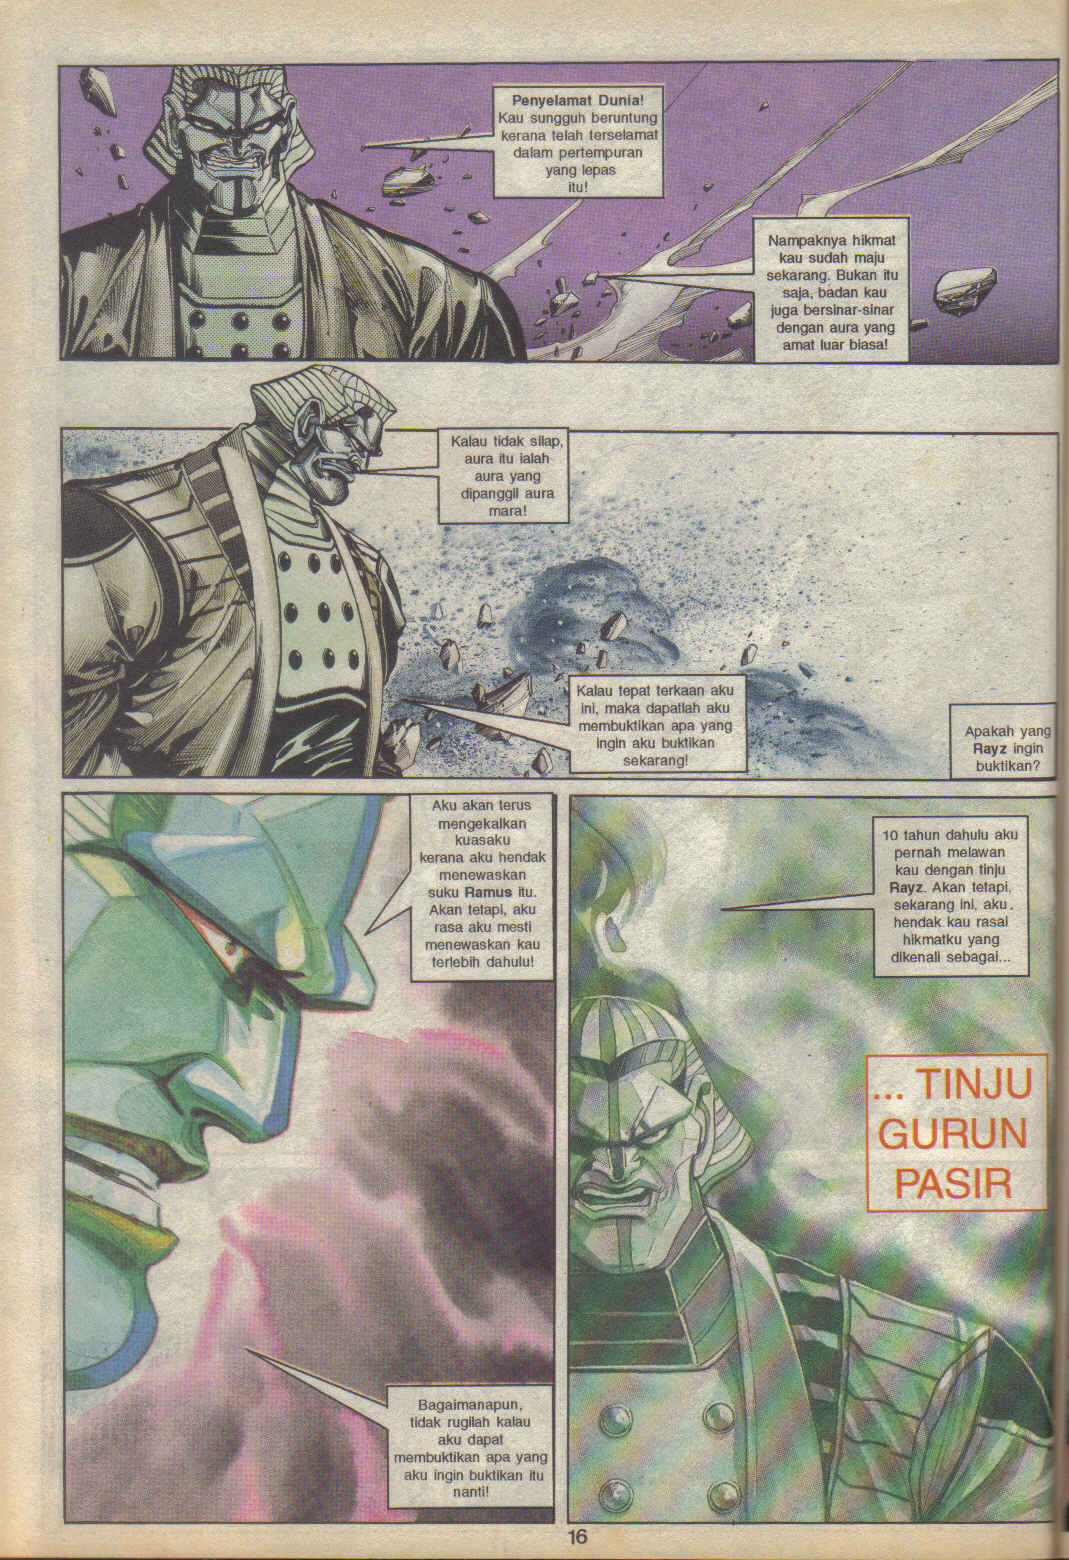 Penyelamat Dunia!
Kau sungguh beruntung
kerana telah terselamat
dalam pertempuran
yang lepas
itu!
Nampaknya hikmat
kau sudah maju
sekarang. Bukan itu
saja, badan kau
juga bersinar-sinar
dengan aura yang
amat luar biasa!
Kalau tidak silap,
aura itu ialah
aura yang
dipanggil aura
mara!
Kalau tepat terkaan aku
ini, maka dapatlah aku
membuktikan apa yang
ingin aku buktikan
sekarang!
Apakah yang
Rayz ingin
buktikan?
Aku akan terus
mengekalkan
kuasaku
kerana aku hendak
menewaskan
suku Ramus itu.
Akan tetapi, aku
rasa aku mesti
menewaskan kau
terlebih dahulu!
Bagaimanapun,
tidak rugilah kalau
aku dapat
membuktikan apa yang
aku ingin buktikan itu
nanti!
10 tahun dahulu aku
pernah melawan
kau dengan tinju
Rayz. Akan tetapi,
sekarang ini, aku
hendak kau rasai
hikmatku yang
dikenali sebagai...
... TINJU
GURUN
PASIR
16